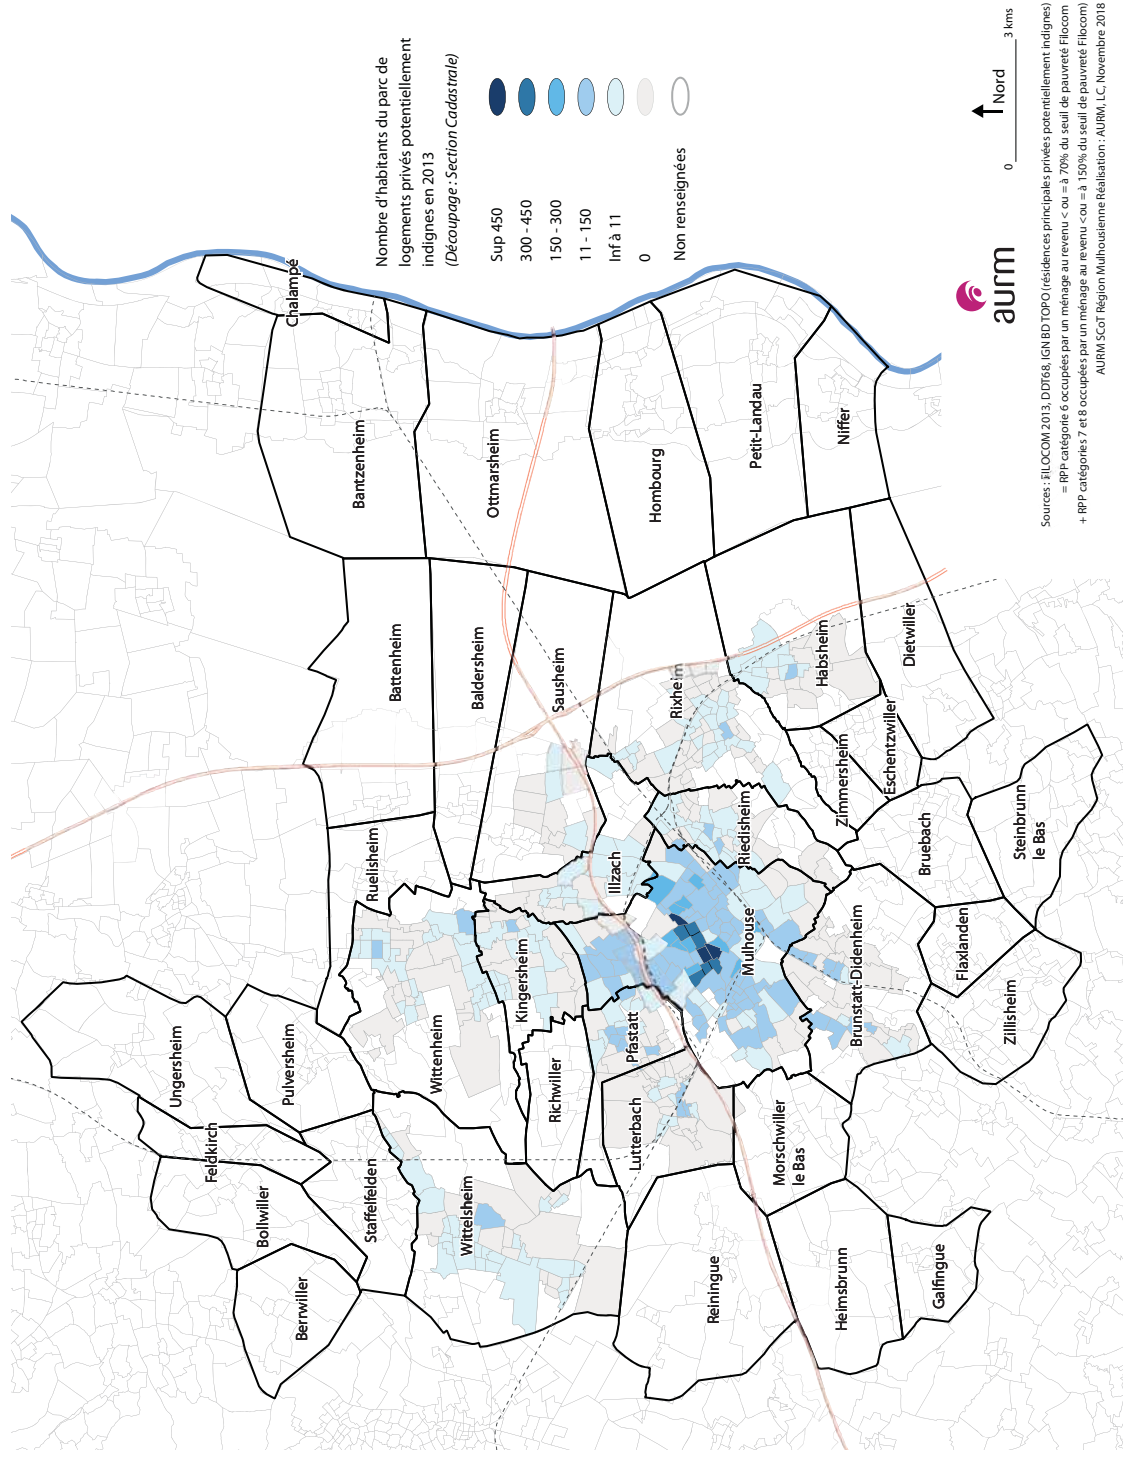 Nombre d'habitants du parc de
logements privés potentiellement
indignes en 2013
(Découpage : Section Cadastrale)
Sup 450
300 - 450
150 - 300
11 - 150
Inf à 11
0
Non renseignées
Chalampé
Bantzenheim
Ottmarsheim
Hombourg
Petit-Landau
Niffer
Battenheim
Baldersheim
Sausheim
Rixheim
Habsheim
Dietwiller
Eschentzwiller
Zimmersheim
Ruelisheim
Illzach
Riedisheim
Bruebach
Steinbrunn
le Bas
Ungersheim
Pulversheim
Wittenheim
Kingersheim
Mulhouse
Brunstatt-Didenheim
Flaxlanden
Zillisheim
Feldkirch
Richwiller
Pfastatt
Lutterbach
Morschwiller
le Bas
Bollwiller
Staffelfelden
Wittelsheim
Berrwiller
Reiningue
Heimsbrunn
Galfingue
aurm
Nord
0
3 kms
= RPP catégorie 6 occupées par un ménage au revenu < ou = à 70% du seuil de pauvreté Filocom
+ RPP catégories 7 et 8 occupées par un ménage au revenu < ou = à 150% du seuil de pauvreté Filocom)
AURM SCoT Région Mulhousienne Réalisation : AURM, LC, Novembre 2018
Sources : FILOCOM 2013, DDT68, IGN BD TOPO (résidences principales privées potentiellement indignes)